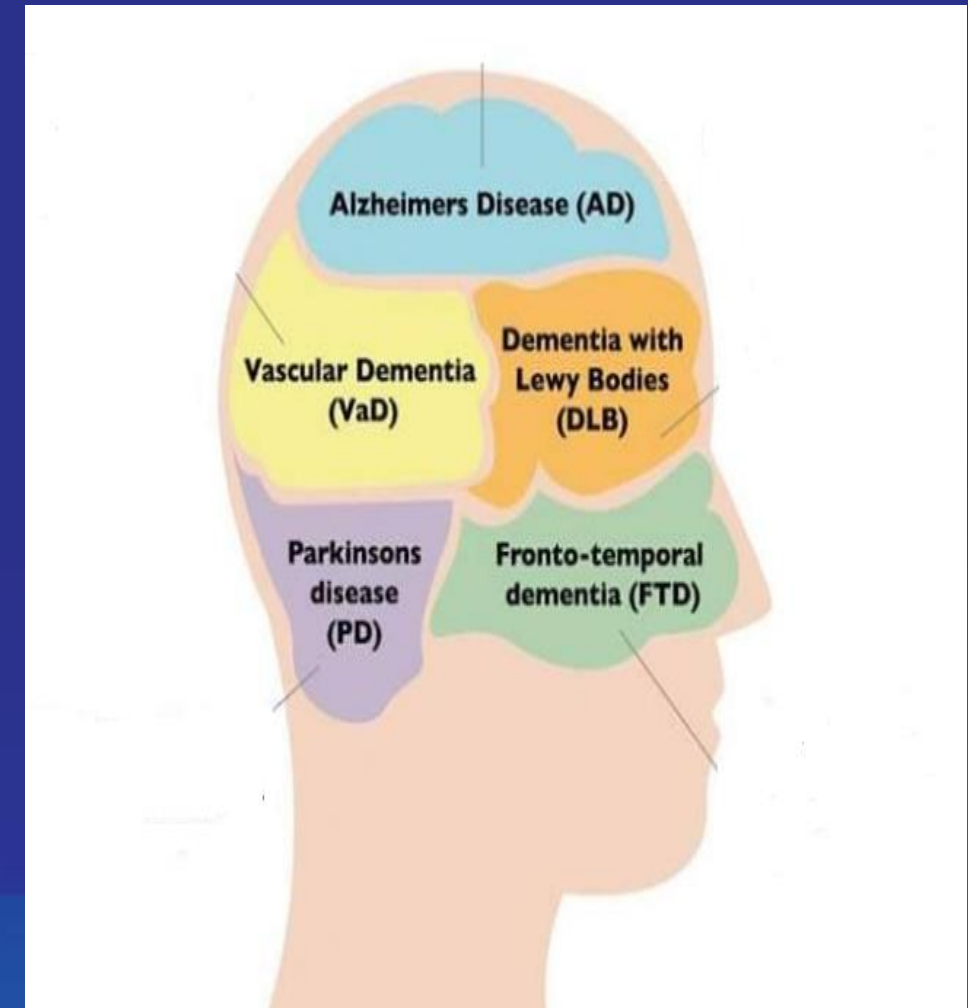 Alzheimers Disease (AD)
Vascular Dementia
(VaD)
Dementia with
Lewy Bodies
(DLB)
Parkinsons
disease
(PD)
Fronto-temporal
dementia (FTD)